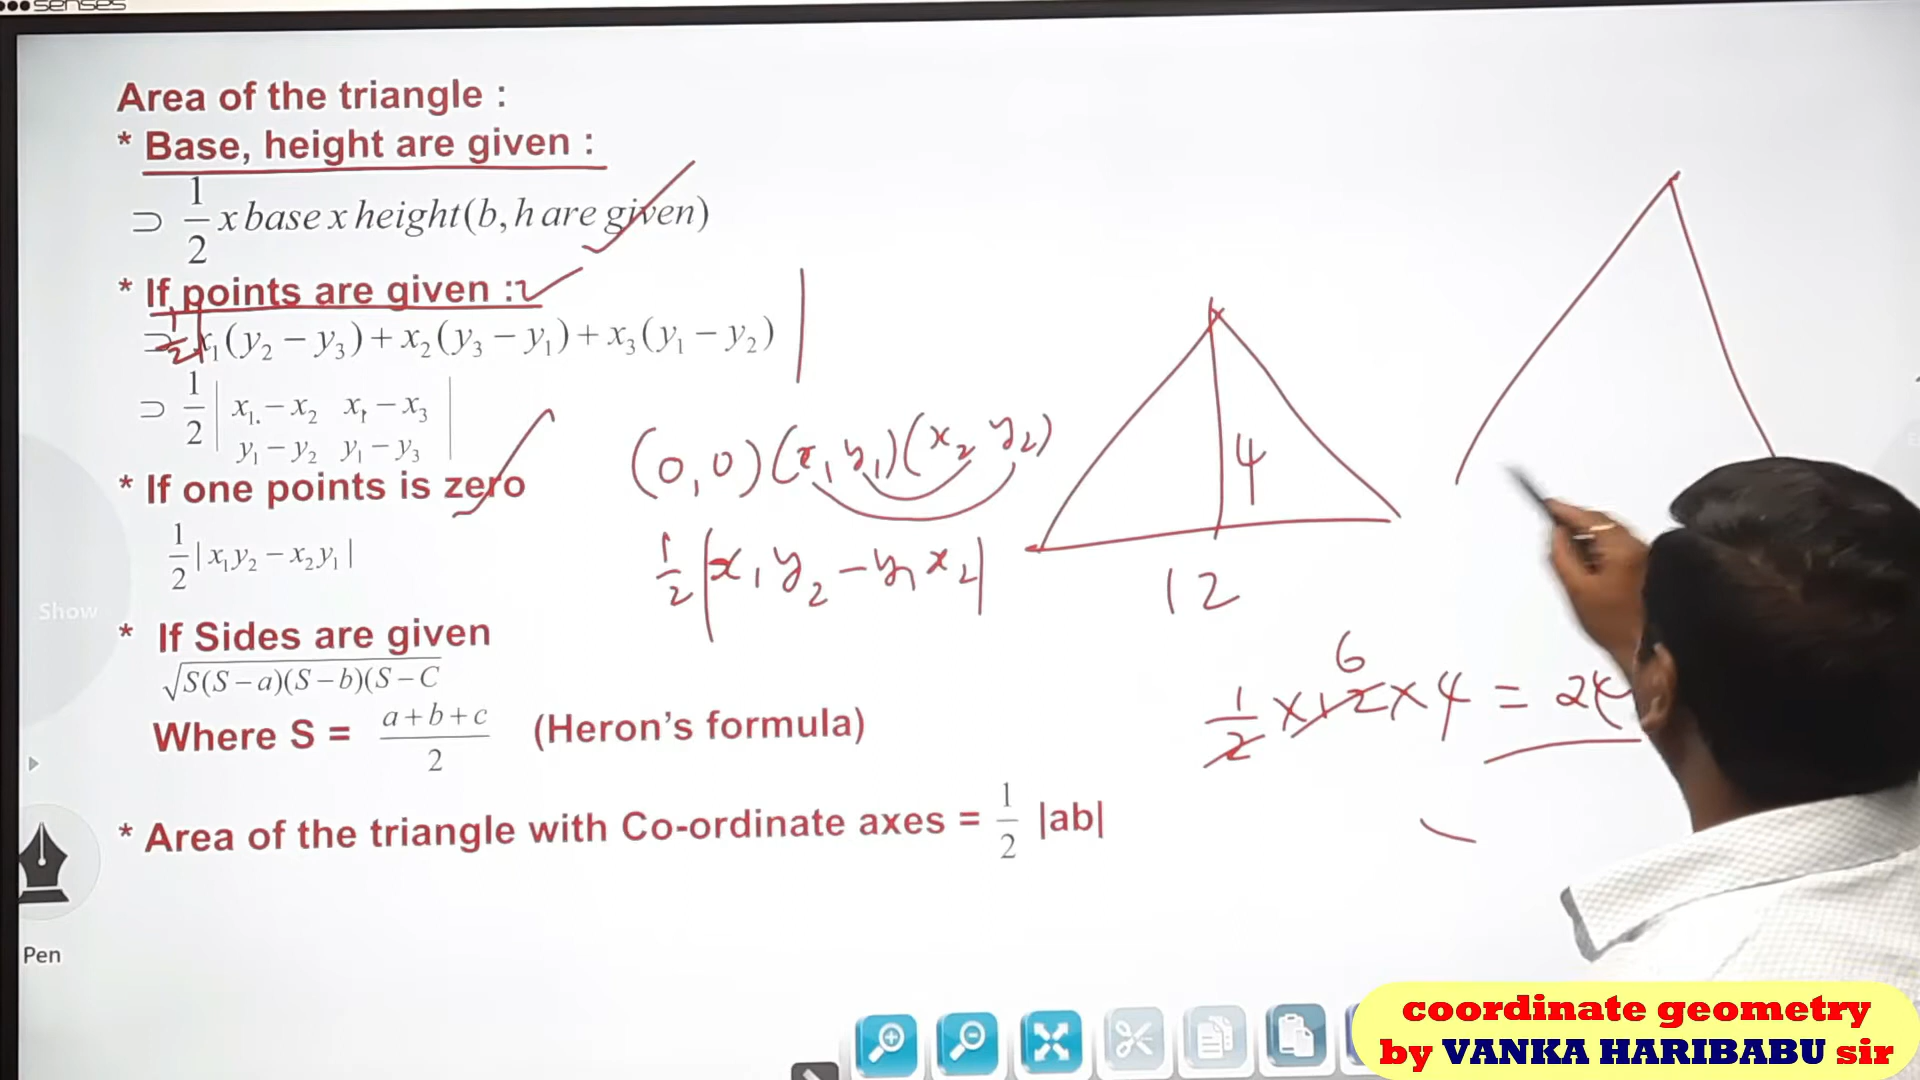 senses
Area of the triangle :
* Base, height are given :
⊃ 1/2 x base x height(b, h are given)
* If points are given :
⊃ 1/2 | x₁(y₂ − y₃) + x₂(y₃ − y₁) + x₃(y₁ − y₂) |
⊃ 1/2 | x₁ − x₂ x₁ − x₃ |
y₁ − y₂ y₁ − y₃
* If one points is zero
1/2 | x₁y₂ − x₂y₁ |
* If Sides are given
√S(S − a)(S − b)(S − C
Where S = a + b + c / 2 (Heron's formula)
* Area of the triangle with Co-ordinate axes = 1/2 |ab|
(0,0) (x₁ y₁) (x₂ y₂)
1/2 | x₁ y₂ − y₁ x₂ |
4
12
6
1/2 × 12 × 4 = 24
Show
Pen
coordinate geometry
by VANKA HARIBABU sir